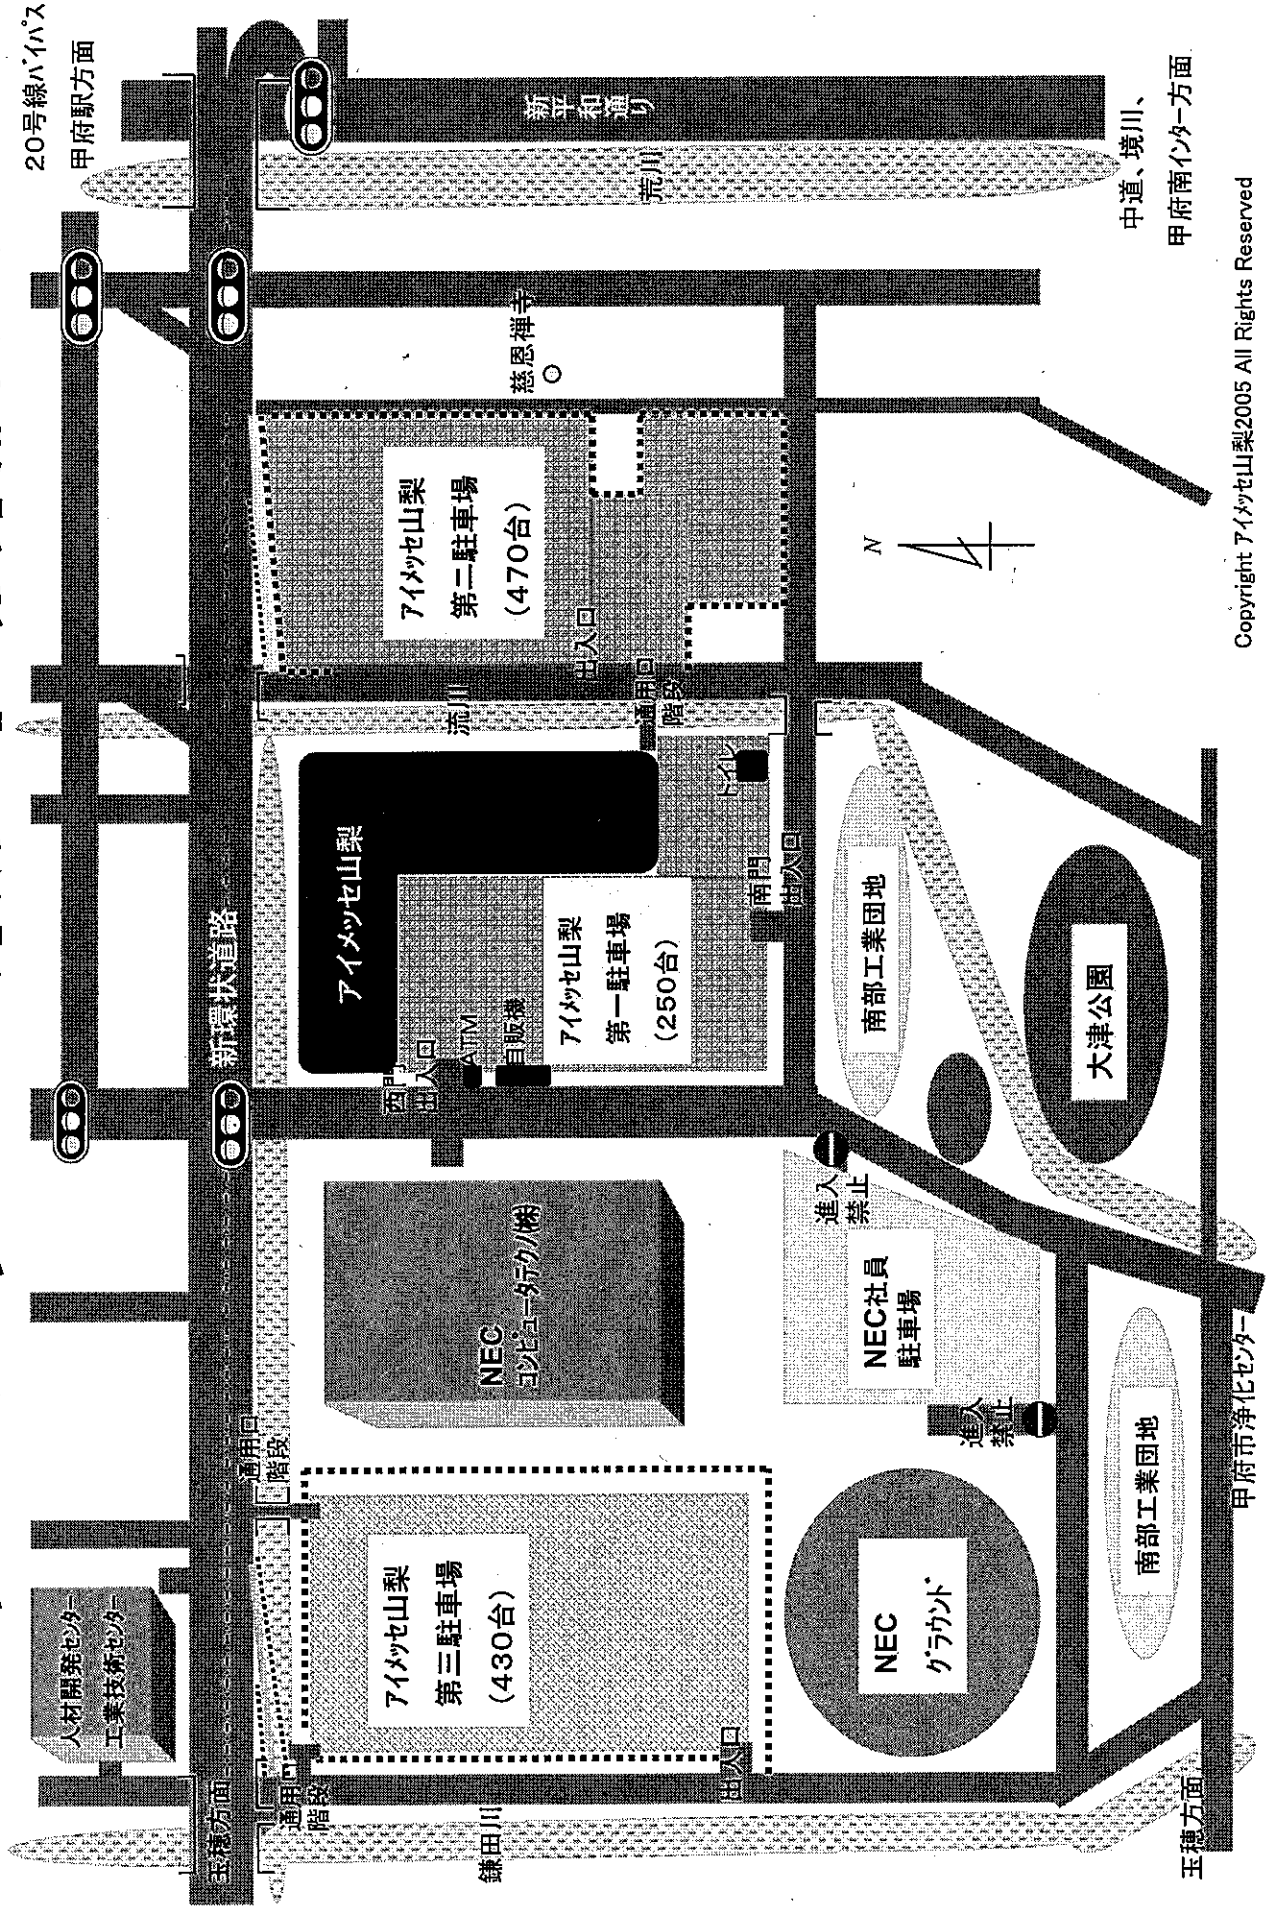 20号線バイパス
甲府駅方面
新平和通り
荒川
中道、境川、
甲府南インター方面
慈恩禅寺
アイメッセ山梨
第二駐車場
(470台)
出入口
通用口
階段
流川
N
新環状道路
アイメッセ山梨
トイレ
南門
出入口
アイメッセ山梨
第一駐車場
(250台)
西門
出入口
ATM
自販機
南部工業団地
大津公園
進入
禁止
NEC
コンピュータテクノ(株)
NEC社員
駐車場
進入
禁止
通用口
階段
アイメッセ山梨
第三駐車場
(430台)
出入口
NEC
グラウンド
南部工業団地
甲府市浄化センター
人材開発センター
工業技術センター
玉穂方面
通用口
階段
鎌田川
玉穂方面
Copyright アイメッセ山梨2005 All Rights Reserved